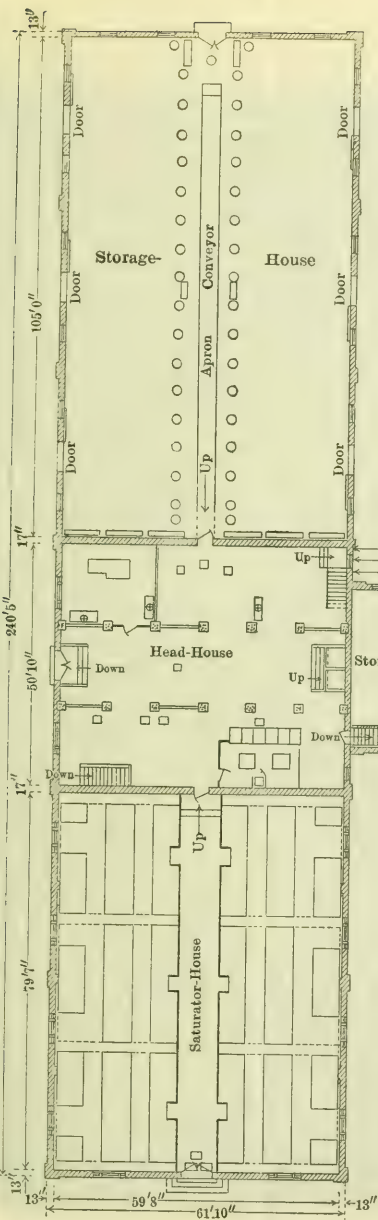 13"
Door
Door
Storage-
Conveyor
House
Door
Door
105'0"
Apron
Door
Door
Up
17"
Up
240'5"
50'10"
Head-House
Down
Up
Sto
Down
Down
17"
Up
79'7"
Saturator-House
13"
13"
59'8"
13"
61'10"